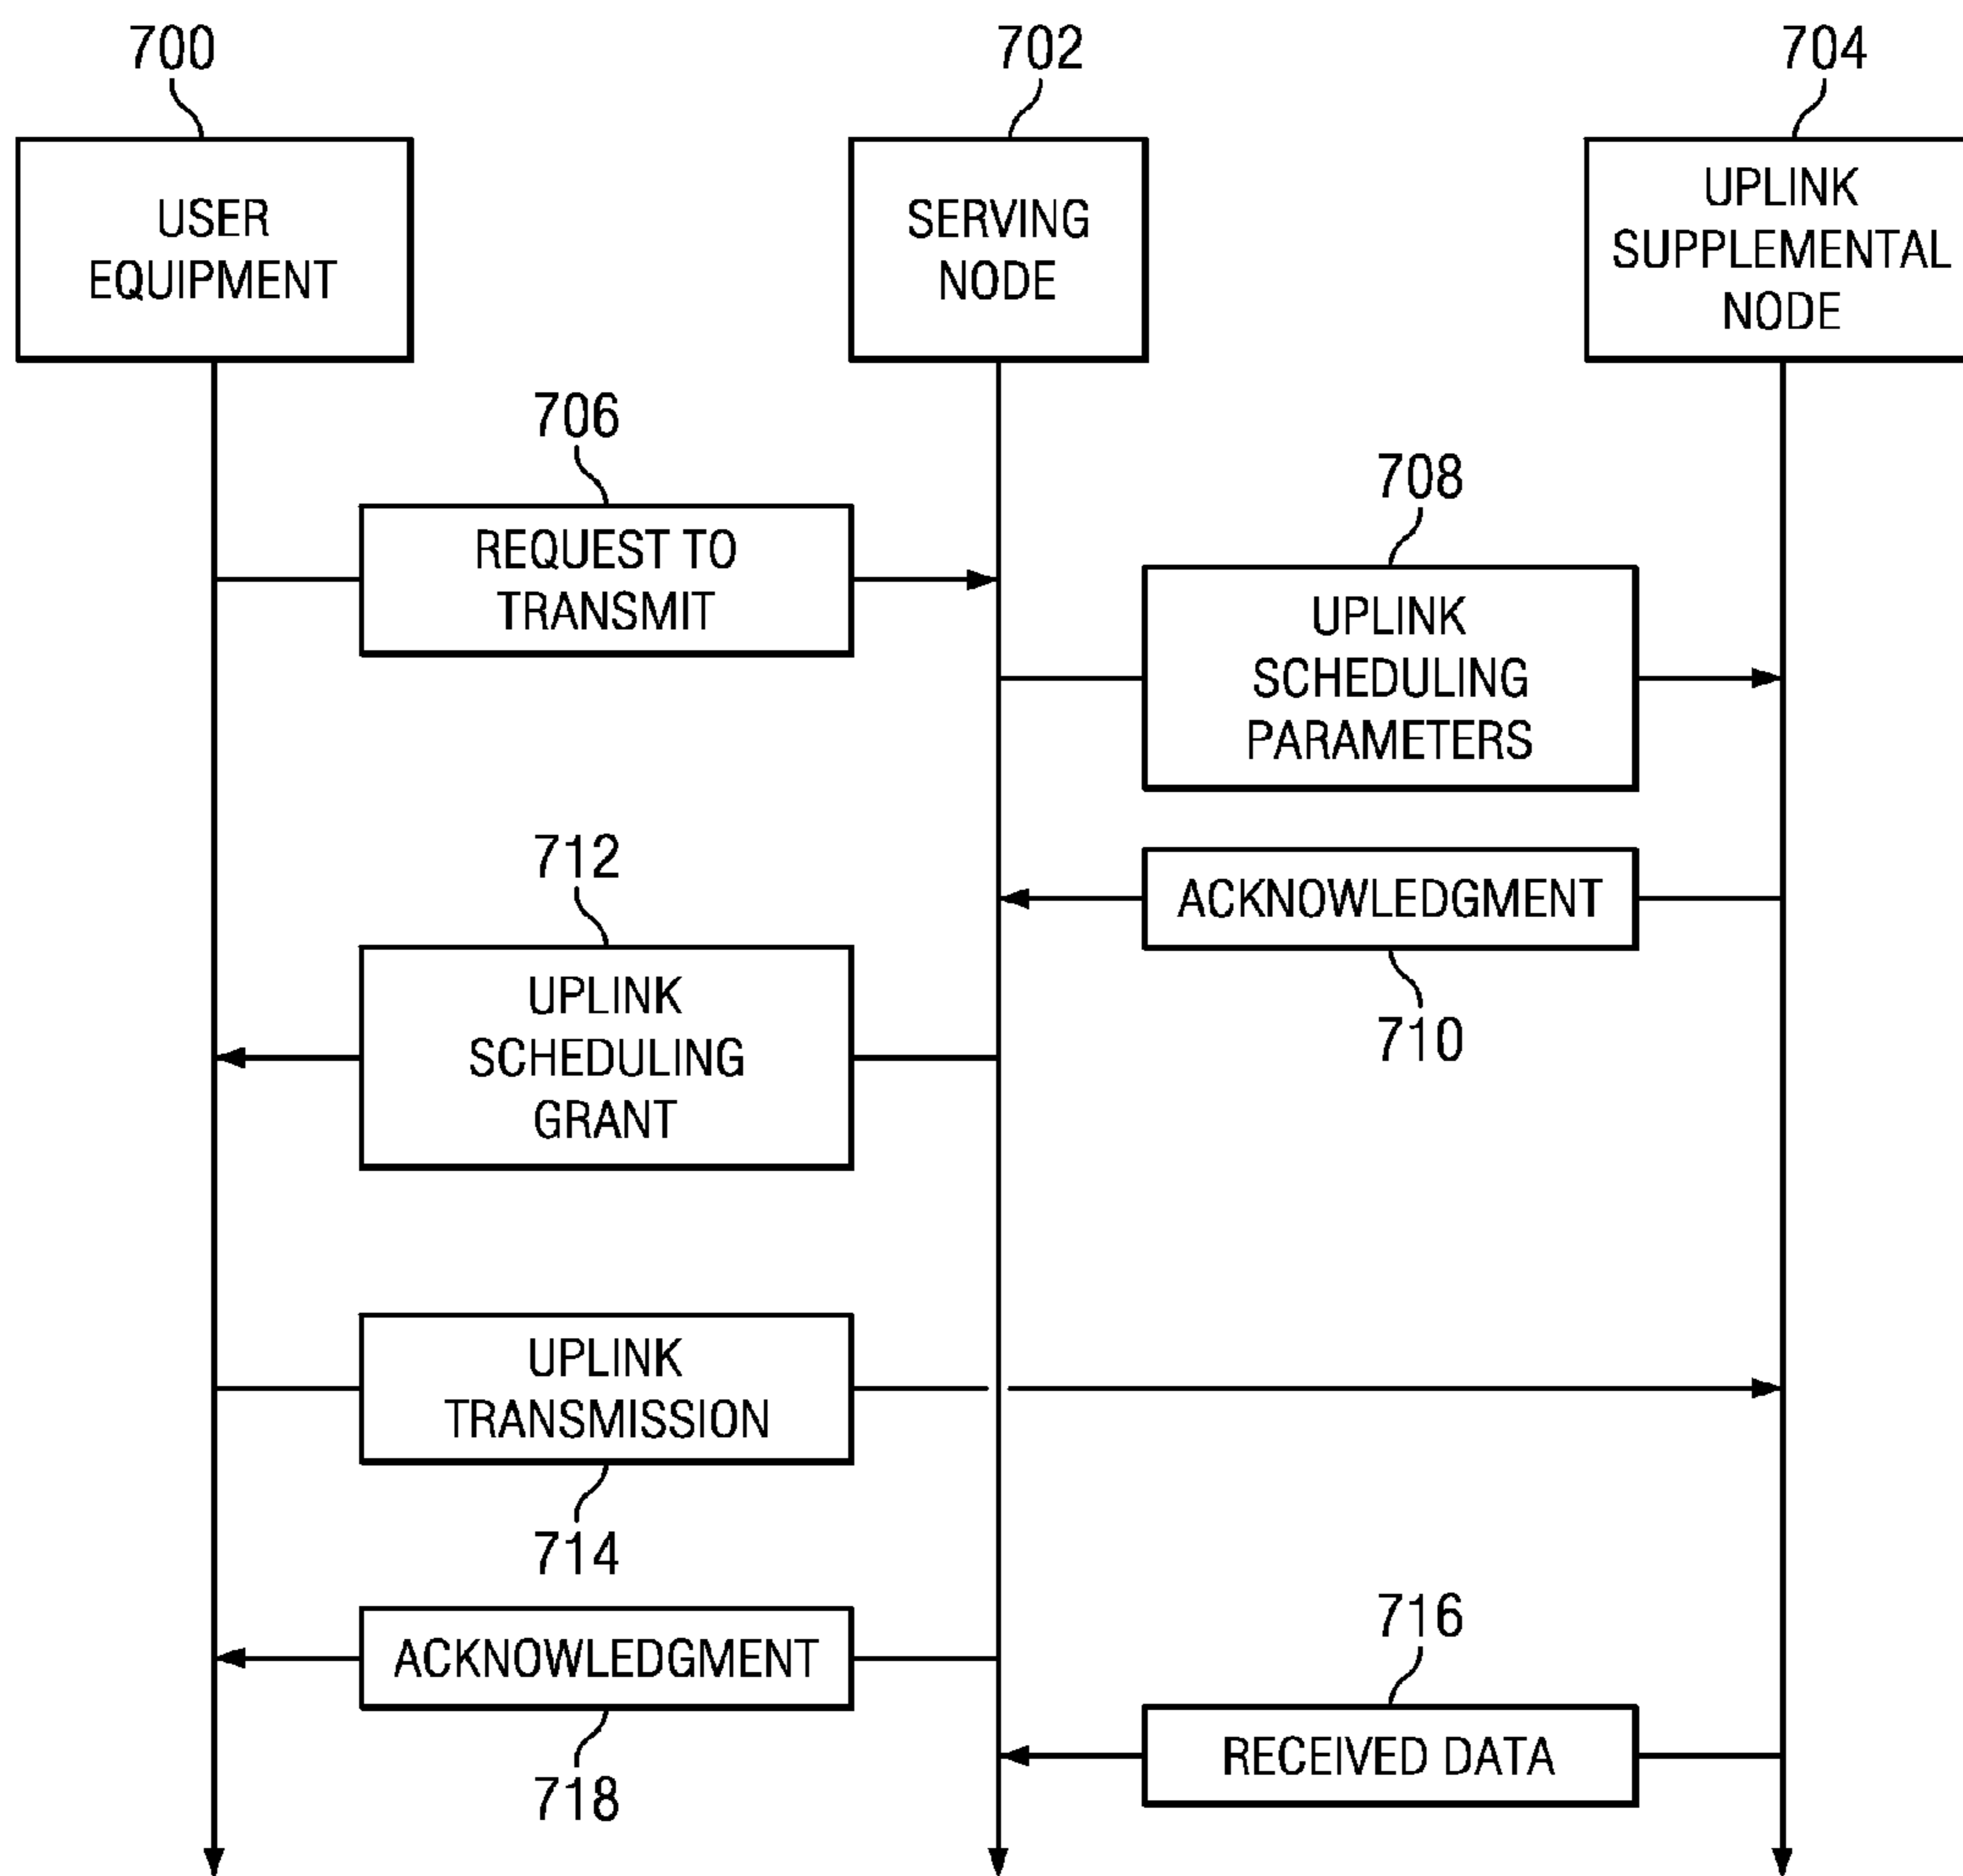 700
702
704
USER
EQUIPMENT
SERVING
NODE
UPLINK
SUPPLEMENTAL
NODE
706
REQUEST TO
TRANSMIT
708
UPLINK
SCHEDULING
PARAMETERS
712
ACKNOWLEDGMENT
710
UPLINK
SCHEDULING
GRANT
UPLINK
TRANSMISSION
714
716
ACKNOWLEDGMENT
718
RECEIVED DATA